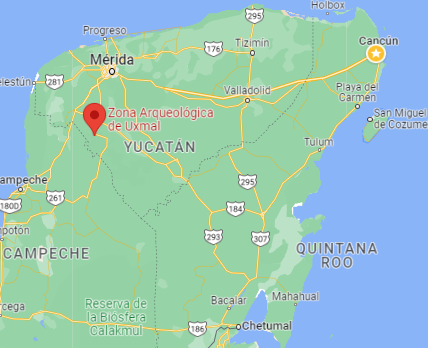 Holbox
295
Progreso
Cancún
176
Tizimín
Mérida
elestún
281
Valladolid
Playa del
Carmen
Zona Arqueológica
de Uxmal
San Miguel
de Cozume
YUCATÁN
Tulum
ampeche
295
180D
261
184
potón
293
307
QUINTANA
ROO
CAMPECHE
Bacalar
Mahahual
Reserva de
la Biósfera
Calakmul
cega
186
Chetumal